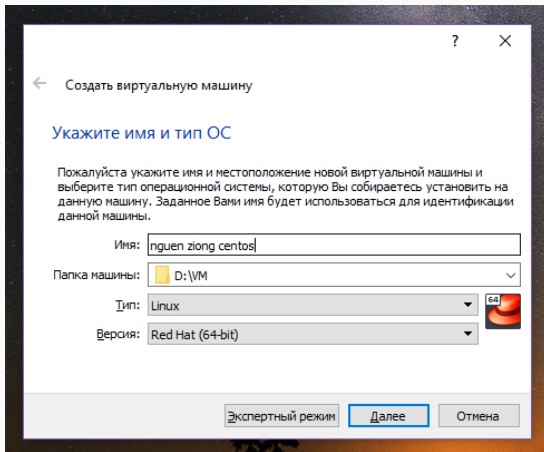 ?
Создать виртуальную машину
Укажите имя и тип ОС
Пожалуйста укажите имя и местоположение новой виртуальной машины и
выберите тип операционной системы, которую Вы собираетесь установить на
данную машину. Заданное Вами имя будет использоваться для идентификации
данной машины.
Имя: nguen ziong centos
Папка машины: D:\VM
Тип: Linux
64
Версия: Red Hat (64-bit)
Экспертный режим Далее Отмена